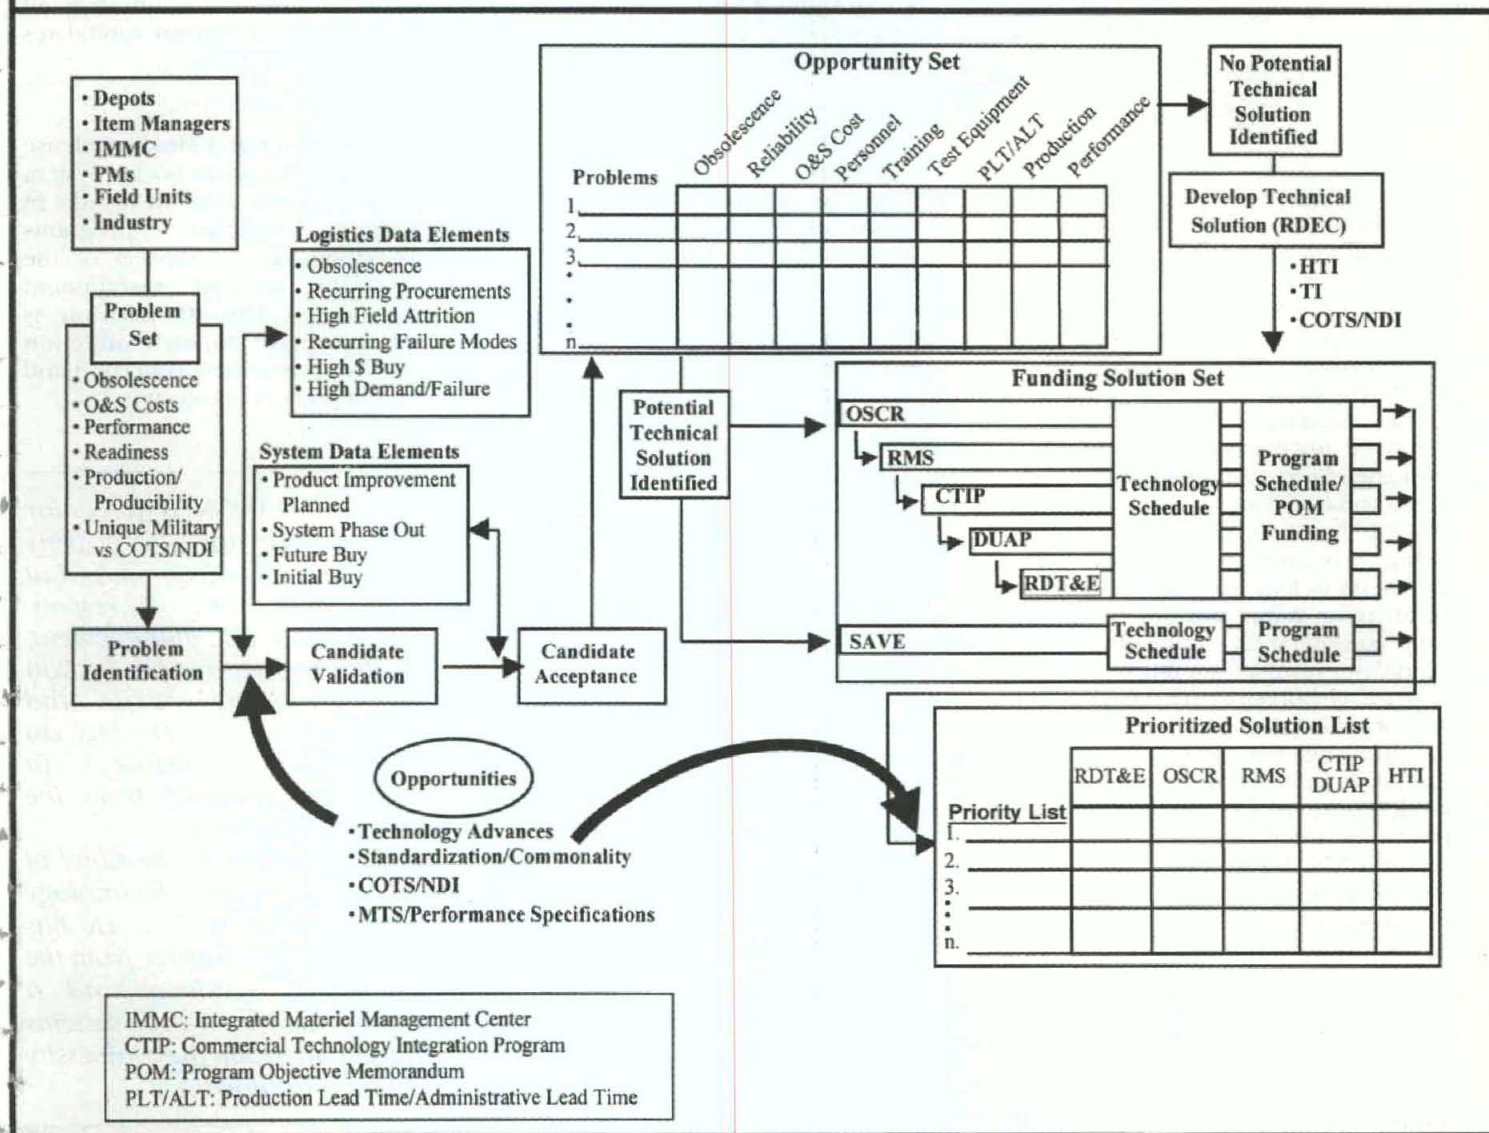 • Depots
• Item Managers
• IMMC
• PMs
• Field Units
• Industry
Problem
Set
• Obsolescence
• O&S Costs
• Performance
• Readiness
• Production/
Producibility
• Unique Military
vs COTS/NDI
Logistics Data Elements
• Obsolescence
• Recurring Procurements
• High Field Attrition
• Recurring Failure Modes
• High $ Buy
• High Demand/Failure
System Data Elements
• Product Improvement
Planned
• System Phase Out
• Future Buy
• Initial Buy
Problem
Identification
Candidate
Validation
Candidate
Acceptance
Opportunity Set
Problems
Obsolescence
Reliability
O&S Cost
Personnel
Training
Test Equipment
PLT/ALT
Production
Performance
1.
2.
3.
n
No Potential
Technical
Solution
Identified
Develop Technical
Solution (RDEC)
• HTI
• TI
• COTS/NDI
Potential
Technical
Solution
Identified
Funding Solution Set
OSCR
RMS
CTIP
DUAP
RDT&E
Technology
Schedule
Program
Schedule/
POM
Funding
SAVE
Technology
Schedule
Program
Schedule
Opportunities
• Technology Advances
• Standardization/Commonality
• COTS/NDI
• MTS/Performance Specifications
Prioritized Solution List
RDT&E OSCR RMS CTIP DUAP HTI
Priority List
1.
2.
3.
n.
IMMC: Integrated Materiel Management Center
CTIP: Commercial Technology Integration Program
POM: Program Objective Memorandum
PLT/ALT: Production Lead Time/Administrative Lead Time